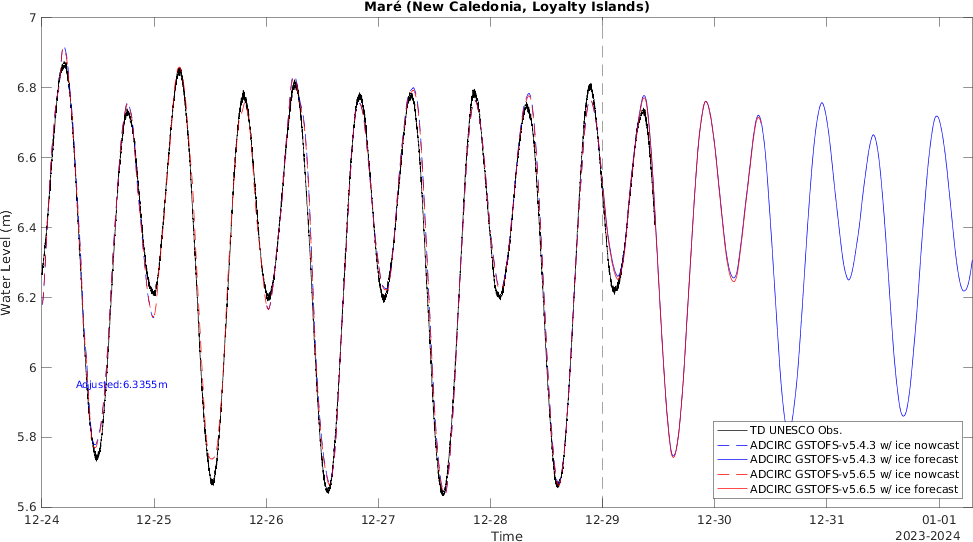 Maré (New Caledonia, Loyalty Islands)
7
6.8
6.6
6.4
6.2
6
5.8
5.6
Water Level (m)
Adjusted:6.3355m
TD UNESCO Obs.
ADCIRC GSTOFS-v5.4.3 w/ ice nowcast
ADCIRC GSTOFS-v5.4.3 w/ ice forecast
ADCIRC GSTOFS-v5.6.5 w/ ice nowcast
ADCIRC GSTOFS-v5.6.5 w/ ice forecast
12-24 12-25 12-26 12-27 12-28 12-29 12-30 12-31 01-01
Time
2023-2024